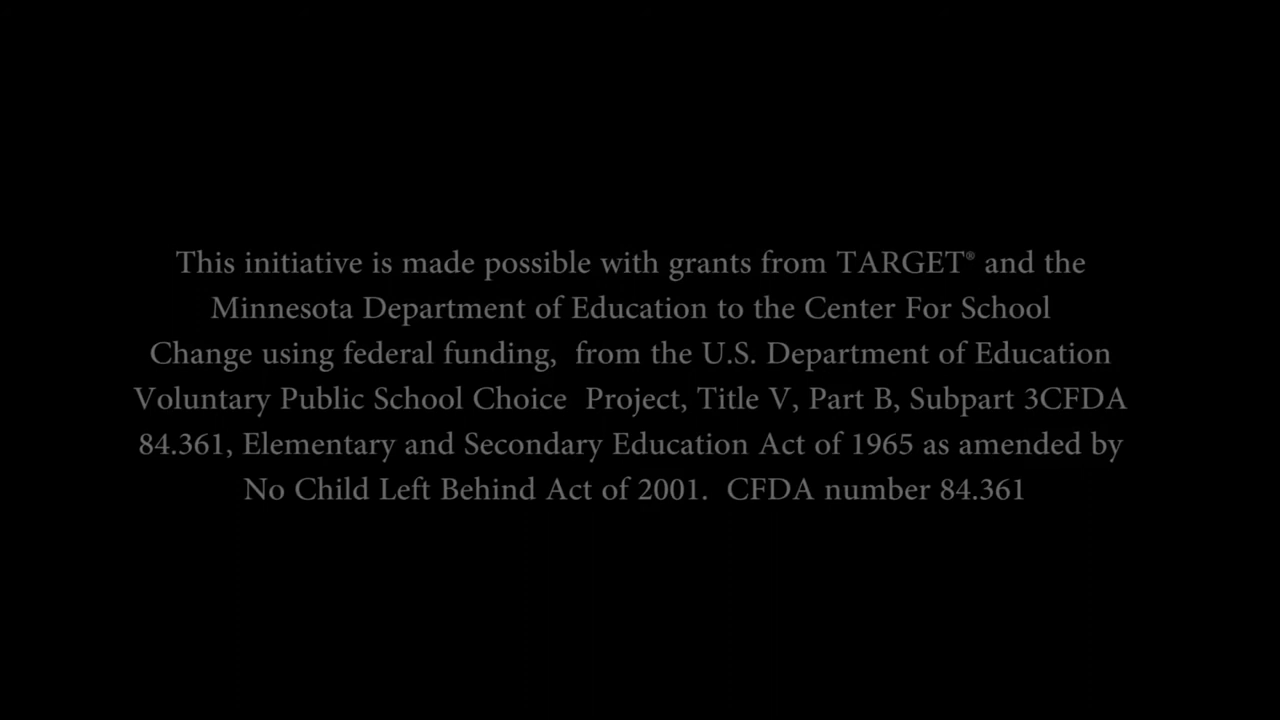 This initiative is made possible with grants from TARGET® and the
Minnesota Department of Education to the Center For School
Change using federal funding,  from the U.S. Department of Education
Voluntary Public School Choice  Project, Title V, Part B, Subpart 3CFDA
84.361, Elementary and Secondary Education Act of 1965 as amended by
No Child Left Behind Act of 2001.  CFDA number 84.361